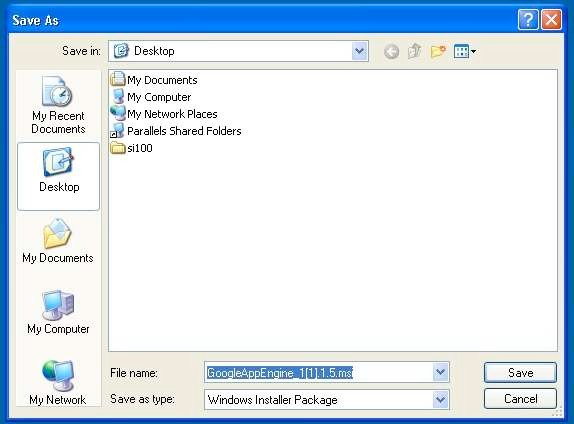 Save As
Save in: Desktop
My Documents
My Computer
My Network Places
Parallels Shared Folders
si100
My Recent
Documents
Desktop
My Documents
My Computer
My Network
File name: GoogleAppEngine_1[1].1.5.msi Save
Save as type: Windows Installer Package Cancel